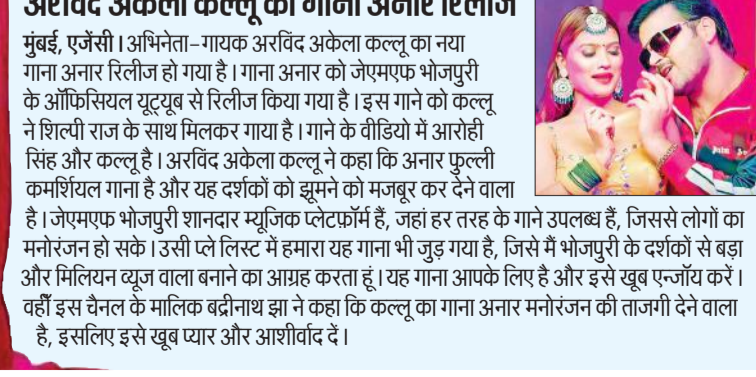 अरविंद अकेला कल्लू का गाना अनार रिलीज
मुंबई, एजेंसी। अभिनेता-गायक अरविंद अकेला कल्लू का नया
गाना अनार रिलीज हो गया है। गाना अनार को जेएमएफ भोजपुरी
के ऑफिसियल यूट्यूब से रिलीज किया गया है। इस गाने को कल्लू
ने शिल्पी राज के साथ मिलकर गाया है। गाने के वीडियो में आरोही
सिंह और कल्लू है। अरविंद अकेला कल्लू ने कहा कि अनार फुल्ली
कमर्शियल गाना है और यह दर्शकों को झूमने को मजबूर कर देने वाला
है। जेएमएफ भोजपुरी शानदार म्यूजिक प्लेटफ़ॉर्म हैं, जहां हर तरह के गाने उपलब्ध हैं, जिससे लोगों का
मनोरंजन हो सके। उसी प्ले लिस्ट में हमारा यह गाना भी जुड़ गया है, जिसे मैं भोजपुरी के दर्शकों से बड़ा
और मिलियन व्यूज वाला बनाने का आग्रह करता हूं। यह गाना आपके लिए है और इसे खूब एन्जॉय करें।
वहीँ इस चैनल के मालिक बद्रीनाथ झा ने कहा कि कल्लू का गाना अनार मनोरंजन की ताजगी देने वाला
है, इसलिए इसे खूब प्यार और आशीर्वाद दें।